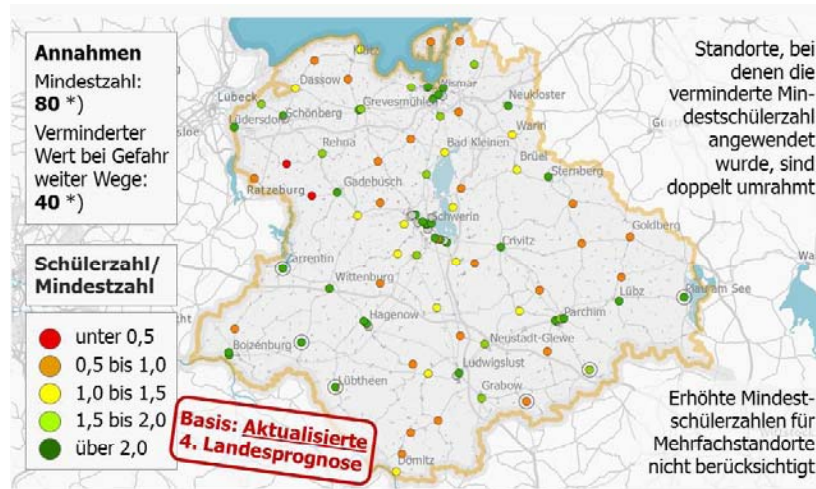 Annahmen
Mindestzahl:
80 *)
Verminderter
Wert bei Gefahr
weiter Wege:
40 *)
Schülerzahl/
Mindestzahl
unter 0,5
0,5 bis 1,0
1,0 bis 1,5
1,5 bis 2,0
über 2,0
Standorte, bei
denen die
verminderte Min-
destschülerzahl
angewendet
wurde, sind
doppelt umrahmt
Erhöhte Mindest-
schülerzahlen für
Mehrfachstandorte
nicht berücksichtigt
Basis: Aktualisierte
4. Landesprognose
Klütz
Dassow
Wismar
Lübeck
Schönberg
Grevesmühlen
Neukloster
Lüdersdorf
Rehna
Bad Kleinen
Warin
Brüel
Sternberg
Ratzeburg
Gadebusch
Schwerin
Goldberg
Crivitz
Zarrentin
Wittenburg
Lübz
Plau am See
Hagenow
Parchim
Boizenburg
Neustadt-Glewe
Ludwigslust
Lübtheen
Grabow
Dömitz